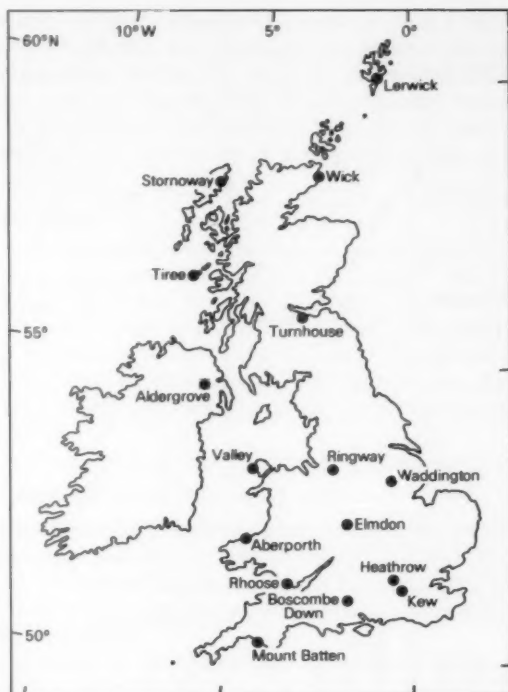 60°N
10°W
5°
0°
Lerwick
Stornoway
Wick
Tiree
55°
Turnhouse
Aldergrove
Valley
Ringway
Waddington
Elmdon
Aberporth
Heathrow
Rhoose
Kew
Boscombe
Down
50°
Mount Batten